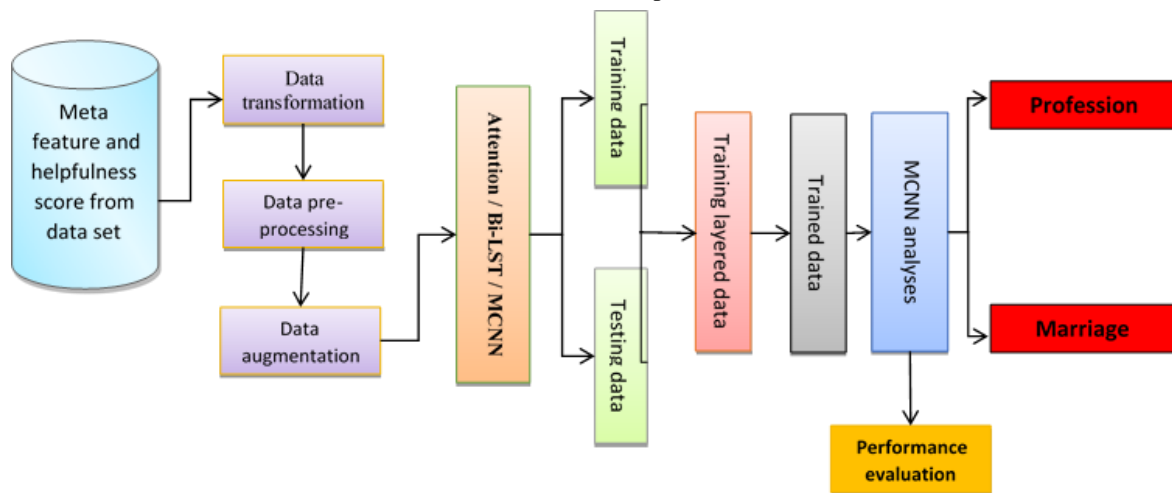 Meta
feature and
helpfulness
score from
data set
Data
transformation
Data pre-
processing
Data
augmentation
Attention / Bi-LST / MCNN
Training data
Testing data
Training layered data
Trained data
MCNN analyses
Profession
Marriage
Performance
evaluation